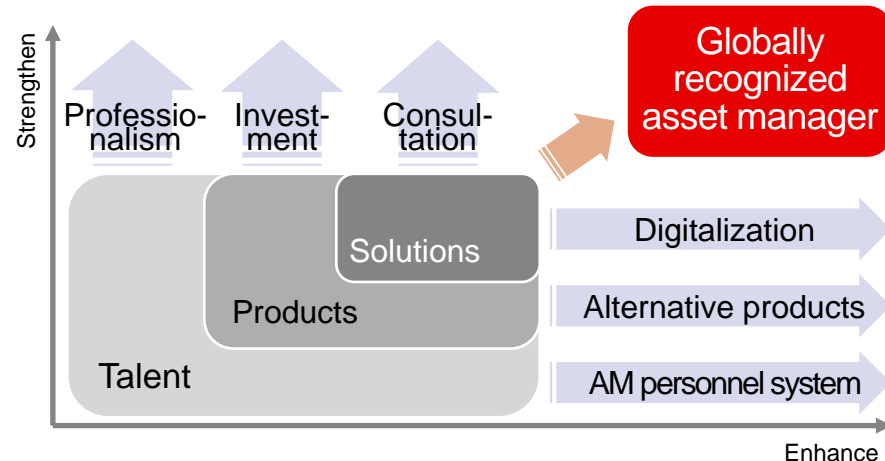 Strengthen
Professio-
nalism
Invest-
ment
Consul-
tation
Globally
recognized
asset manager
Solutions
Products
Talent
Digitalization
Alternative products
AM personnel system
Enhance